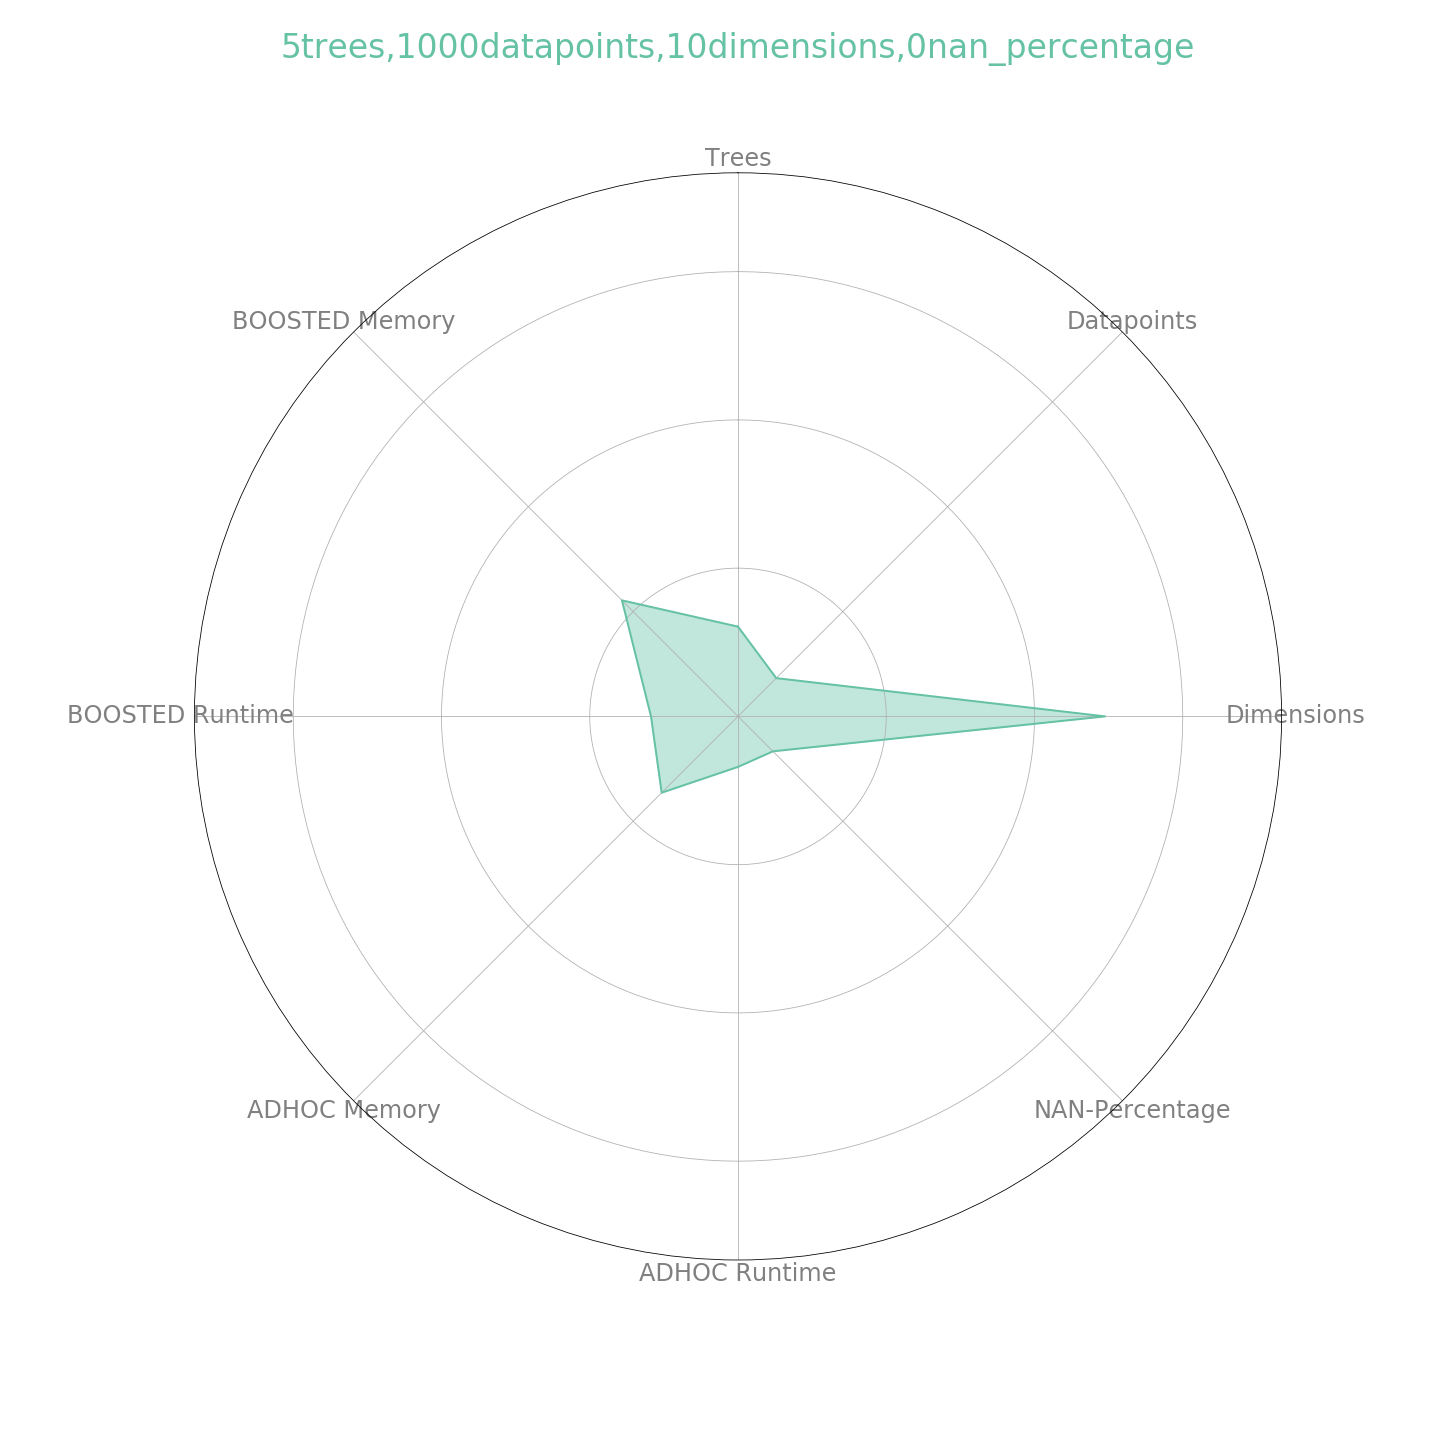 5trees,1000datapoints,10dimensions,0nan_percentage
Trees
BOOSTED Memory
Datapoints
BOOSTED Runtime
Dimensions
ADHOC Memory
NAN-Percentage
ADHOC Runtime